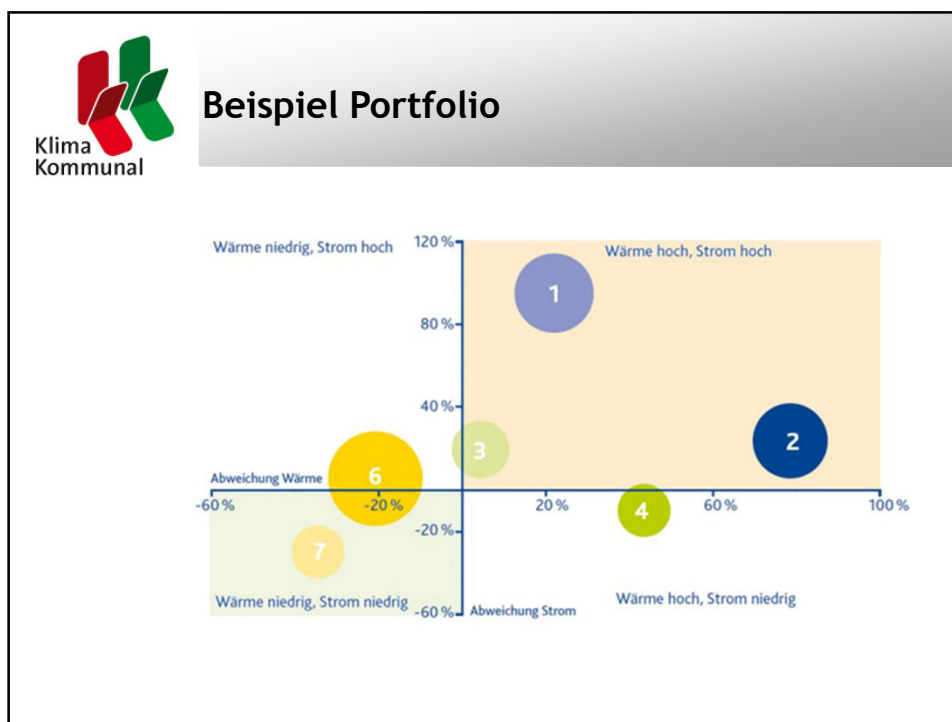 Klima
Kommunal
Beispiel Portfolio
Wärme niedrig, Strom hoch
120 %
Wärme hoch, Strom hoch
1
80 %
40 %
2
3
Abweichung Wärme
6
-60 %
-20 %
20 %
60 %
100 %
4
-20 %
7
Wärme niedrig, Strom niedrig
Wärme hoch, Strom niedrig
-60 %
Abweichung Strom